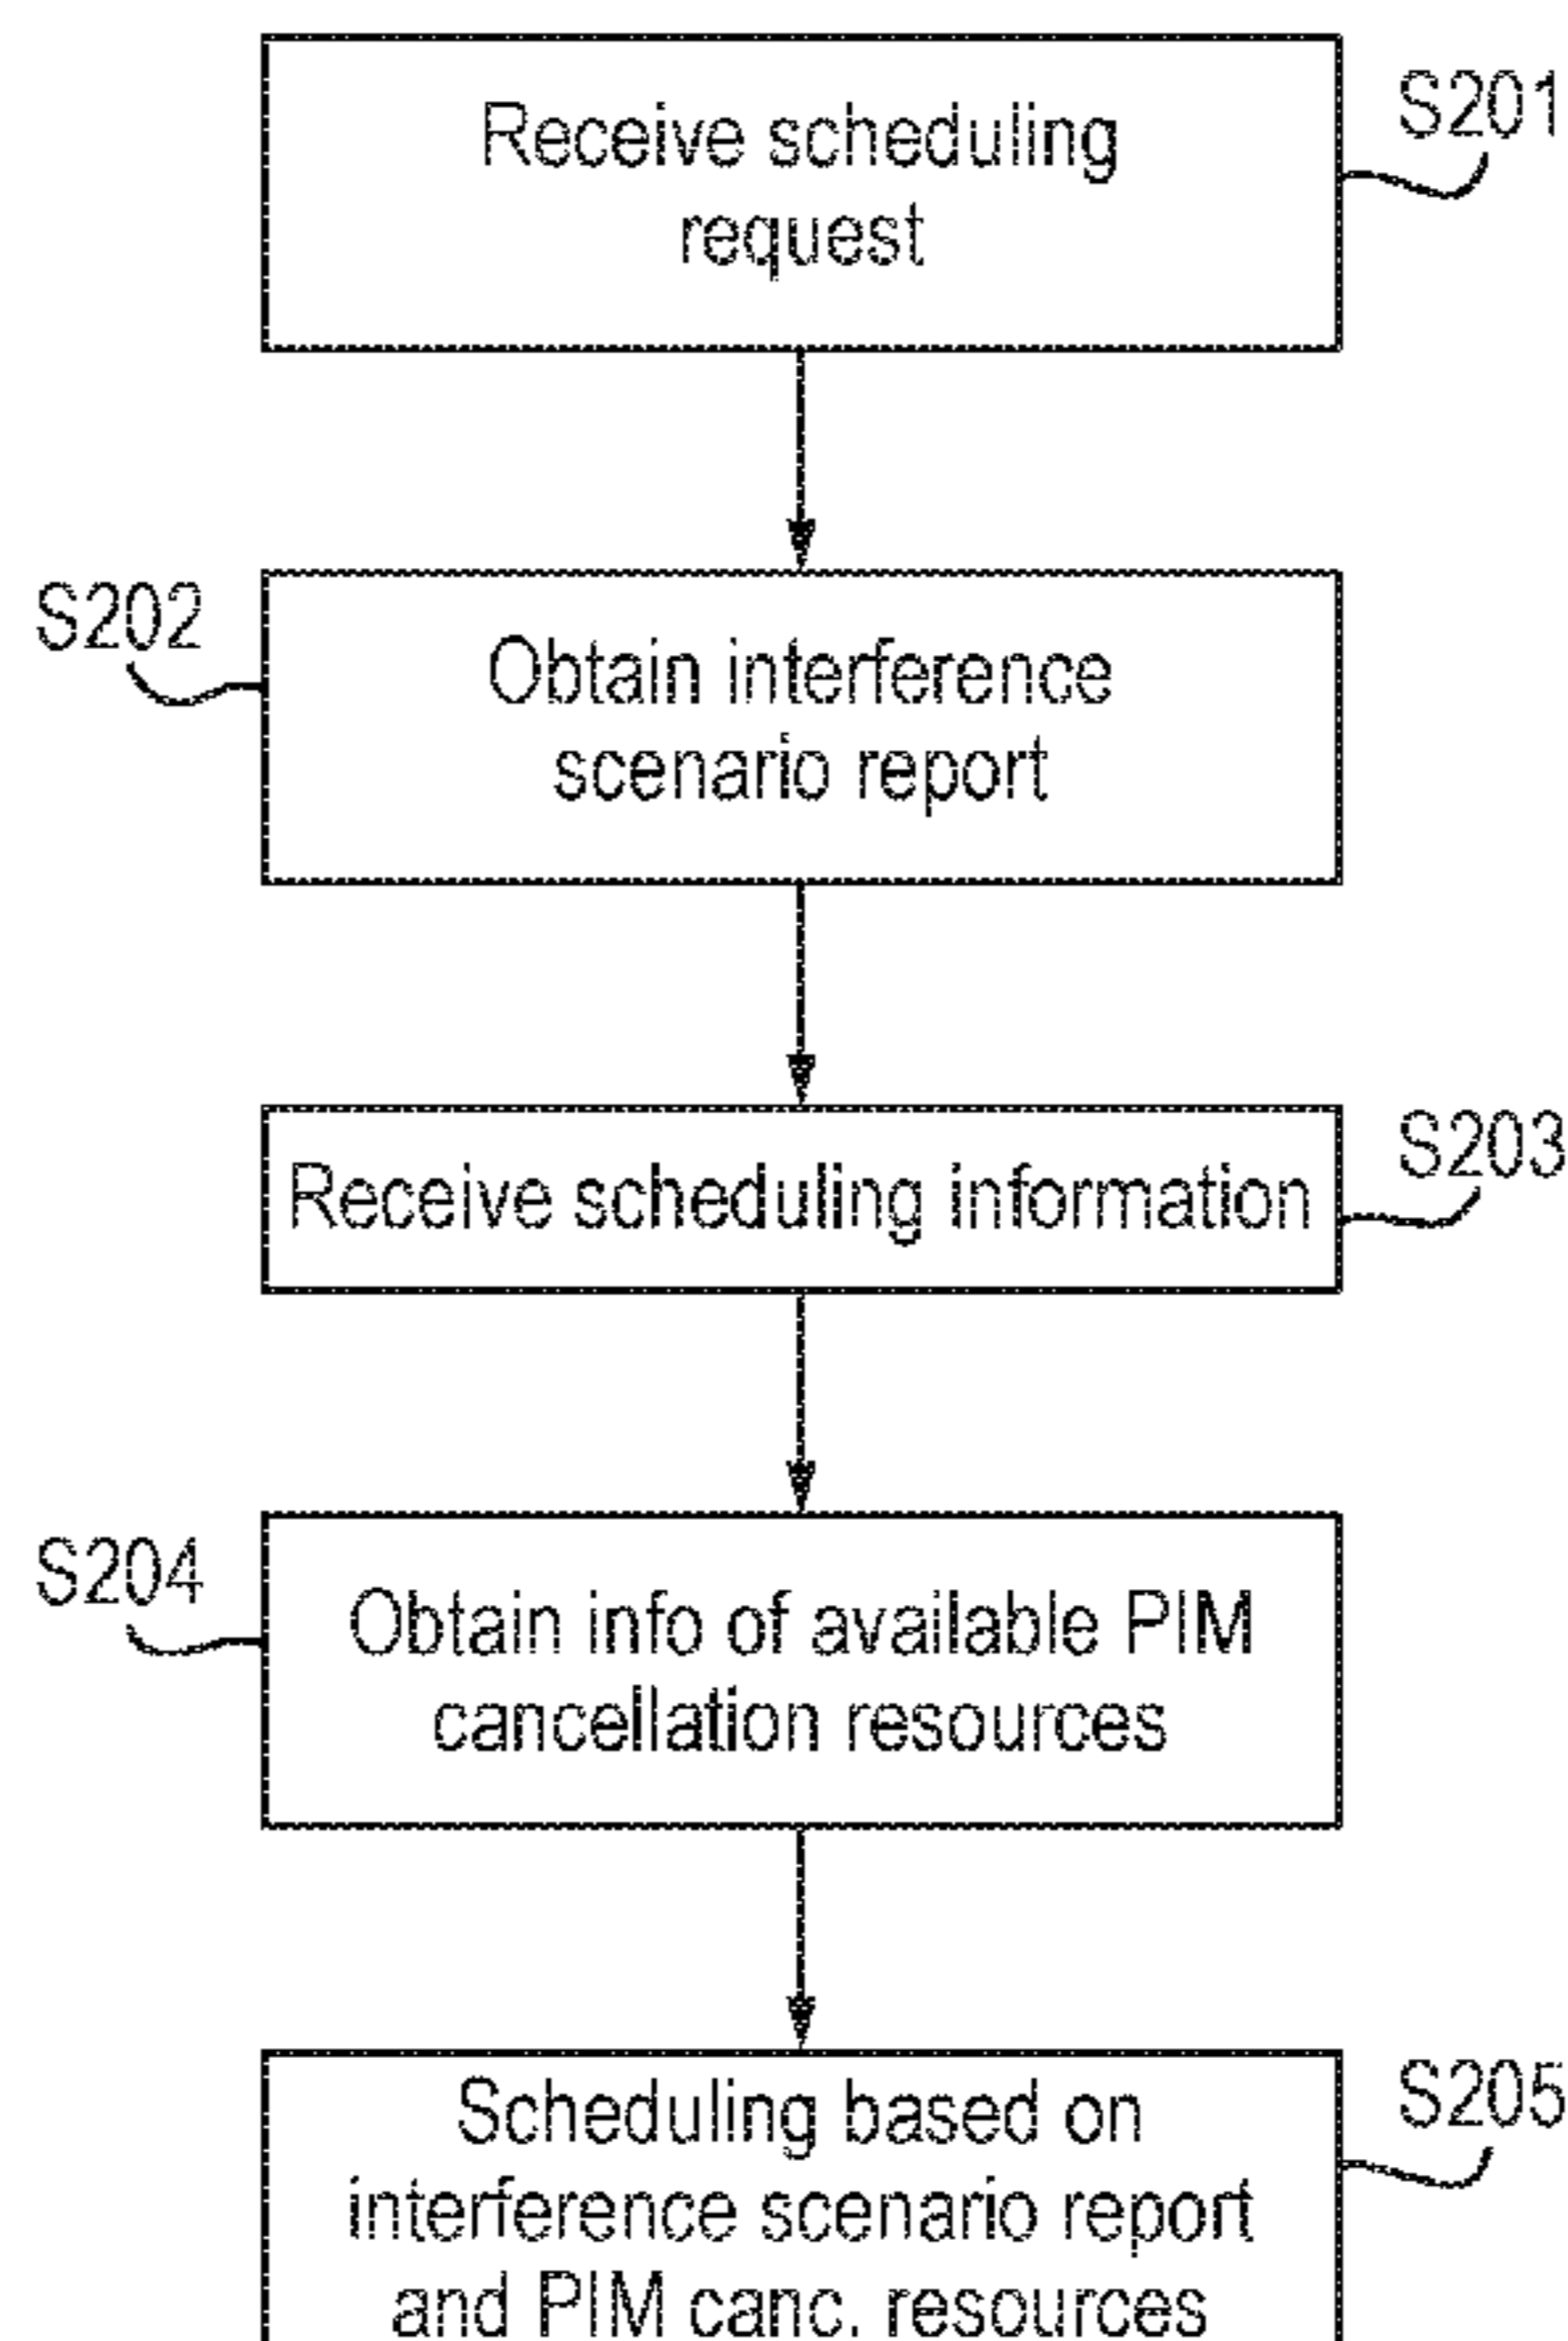 Receive scheduling
request
S201
S202
Obtain interference
scenario report
Receive scheduling information
S203
S204
Obtain info of available PIM
cancellation resources
Scheduling based on
interference scenario report
and PIM canc. resources
S205